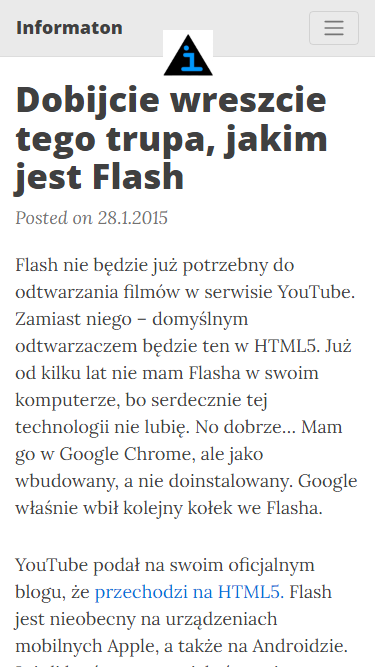 Informaton
i
Dobijcie wreszcie
tego trupa, jakim
jest Flash
Posted on 28.1.2015
Flash nie będzie już potrzebny do
odtwarzania filmów w serwisie YouTube.
Zamiast niego – domyślnym
odtwarzaczem będzie ten w HTML5. Już
od kilku lat nie mam Flasha w swoim
komputerze, bo serdecznie tej
technologii nie lubię. No dobrze… Mam
go w Google Chrome, ale jako
wbudowany, a nie doinstalowany. Google
właśnie wbił kolejny kołek we Flasha.
YouTube podał na swoim oficjalnym
blogu, że przechodzi na HTML5. Flash
jest nieobecny na urządzeniach
mobilnych Apple, a także na Androidzie.